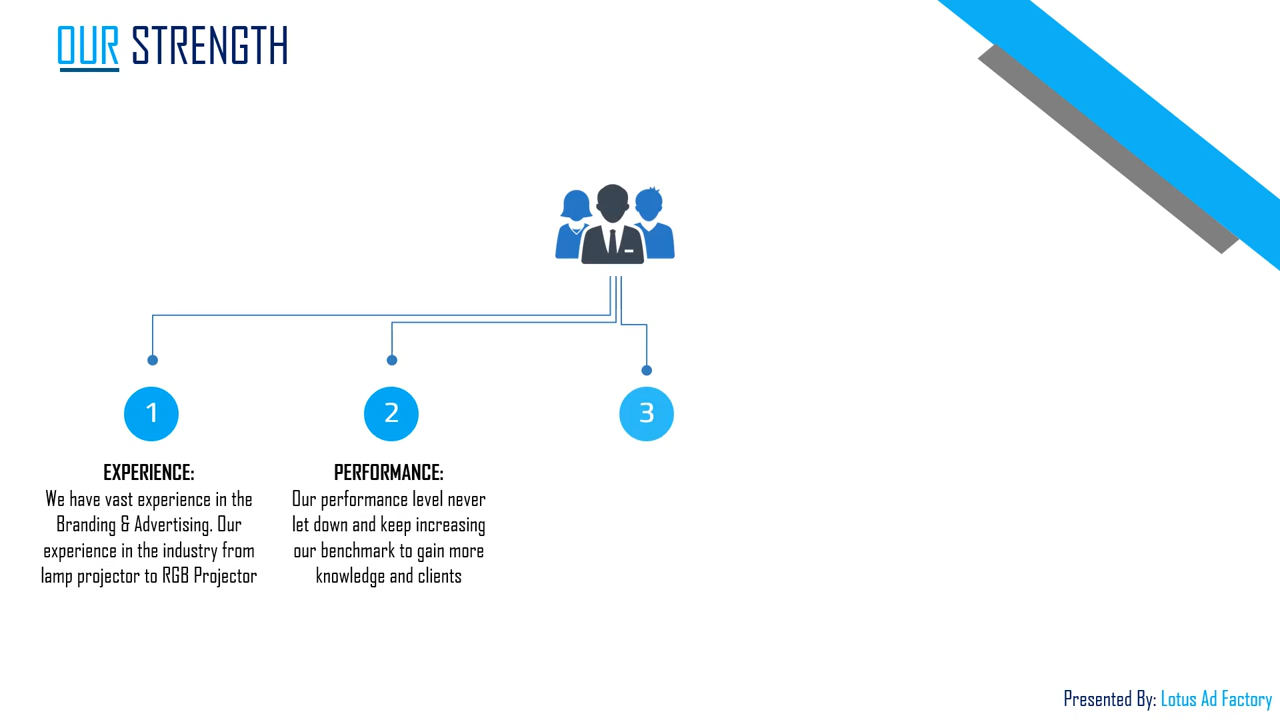 OUR STRENGTH
1
2
3
EXPERIENCE:
We have vast experience in the
Branding & Advertising. Our
experience in the industry from
lamp projector to RGB Projector
PERFORMANCE:
Our performance level never
let down and keep increasing
our benchmark to gain more
knowledge and clients
Presented By: Lotus Ad Factory